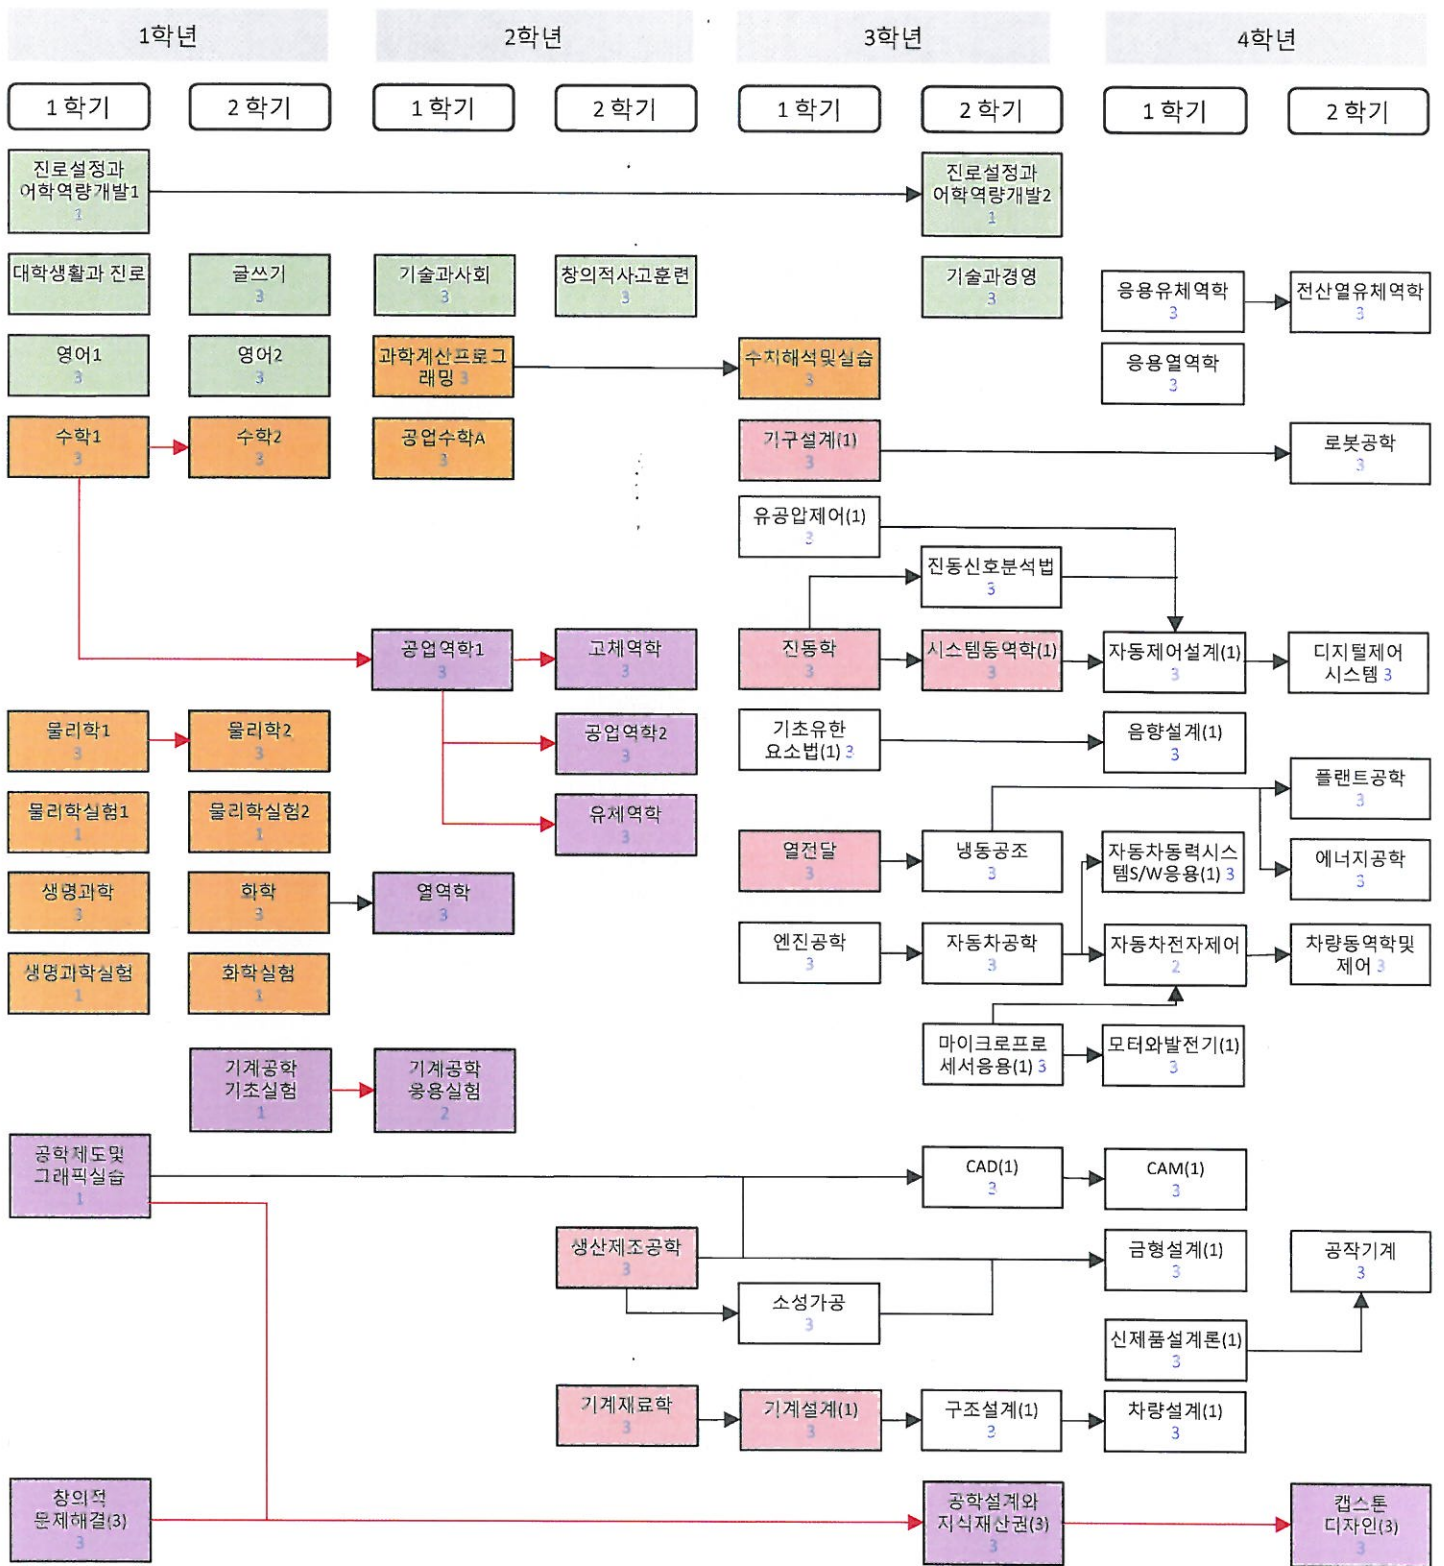 1학년
2학년
3학년
4학년
1 학기
2 학기
1 학기
2 학기
1 학기
2 학기
1 학기
2 학기
진로설정과
어학역량개발1
1
진로설정과
어학역량개발2
1
대학생활과 진로
글쓰기
3
기술과사회
3
창의적사고훈련
3
기술과경영
3
응용유체역학
3
전산열유체역학
3
영어1
3
영어2
3
과학계산프로그
래밍 3
수치해석및실습
3
응용열역학
3
수학1
3
수학2
3
공업수학A
3
기구설계(1)
3
로봇공학
3
유공압제어(1)
3
진동신호분석법
3
공업역학1
3
고체역학
3
진동학
3
시스템동역학(1)
3
자동제어설계(1)
3
디지털제어
시스템 3
물리학1
3
물리학2
3
공업역학2
3
기초유한
요소법(1) 3
음향설계(1)
3
플랜트공학
3
물리학실험1
1
물리학실험2
1
유체역학
3
열전달
3
냉동공조
3
자동차동력시스
템S/W응용(1) 3
에너지공학
3
생명과학
3
화학
3
열역학
3
엔진공학
3
자동차공학
3
자동차전자제어
2
차량동역학및
제어 3
생명과학실험
1
화학실험
1
마이크로프로
세서응용(1) 3
모터와발전기(1)
3
기계공학
기초실험
1
기계공학
응용실험
2
공학제도및
그래픽실습
1
CAD(1)
3
CAM(1)
3
생산제조공학
3
금형설계(1)
3
공작기계
3
소성가공
3
신제품설계론(1)
3
기계재료학
3
기계설계(1)
3
구조설계(1)
3
차량설계(1)
3
창의적
문제해결(3)
3
공학설계와
지식재산권(3)
3
캡스톤
디자인(3)
3